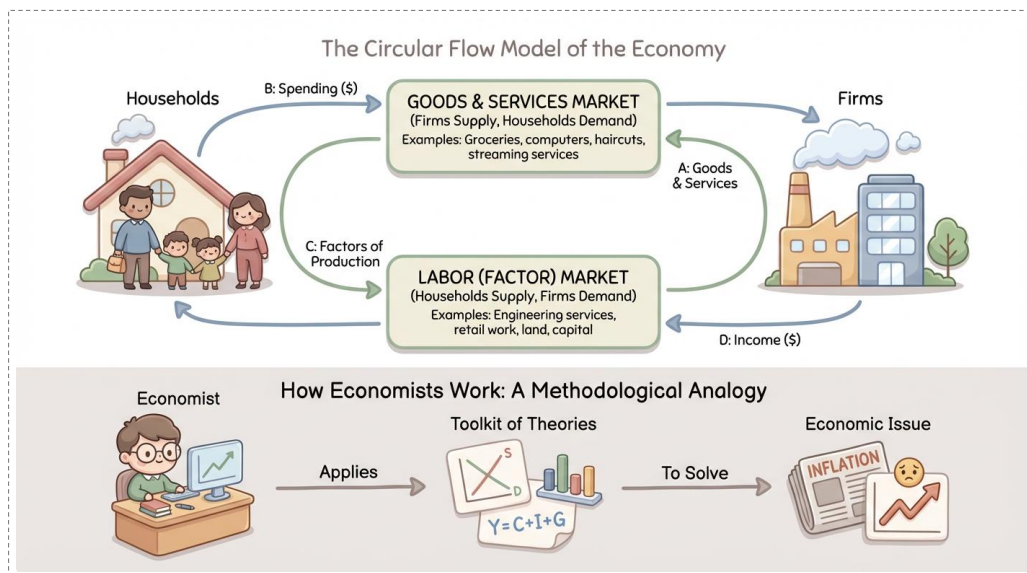 The Circular Flow Model of the Economy
Households
B: Spending ($)
GOODS & SERVICES MARKET
(Firms Supply, Households Demand)
Examples: Groceries, computers, haircuts,
streaming services
Firms
A: Goods
& Services
C: Factors of
Production
LABOR (FACTOR) MARKET
(Households Supply, Firms Demand)
Examples: Engineering services,
retail work, land, capital
D: Income ($)
How Economists Work: A Methodological Analogy
Economist
Applies
Toolkit of Theories
S
D
Y=C+I+G
To Solve
Economic Issue
INFLATION